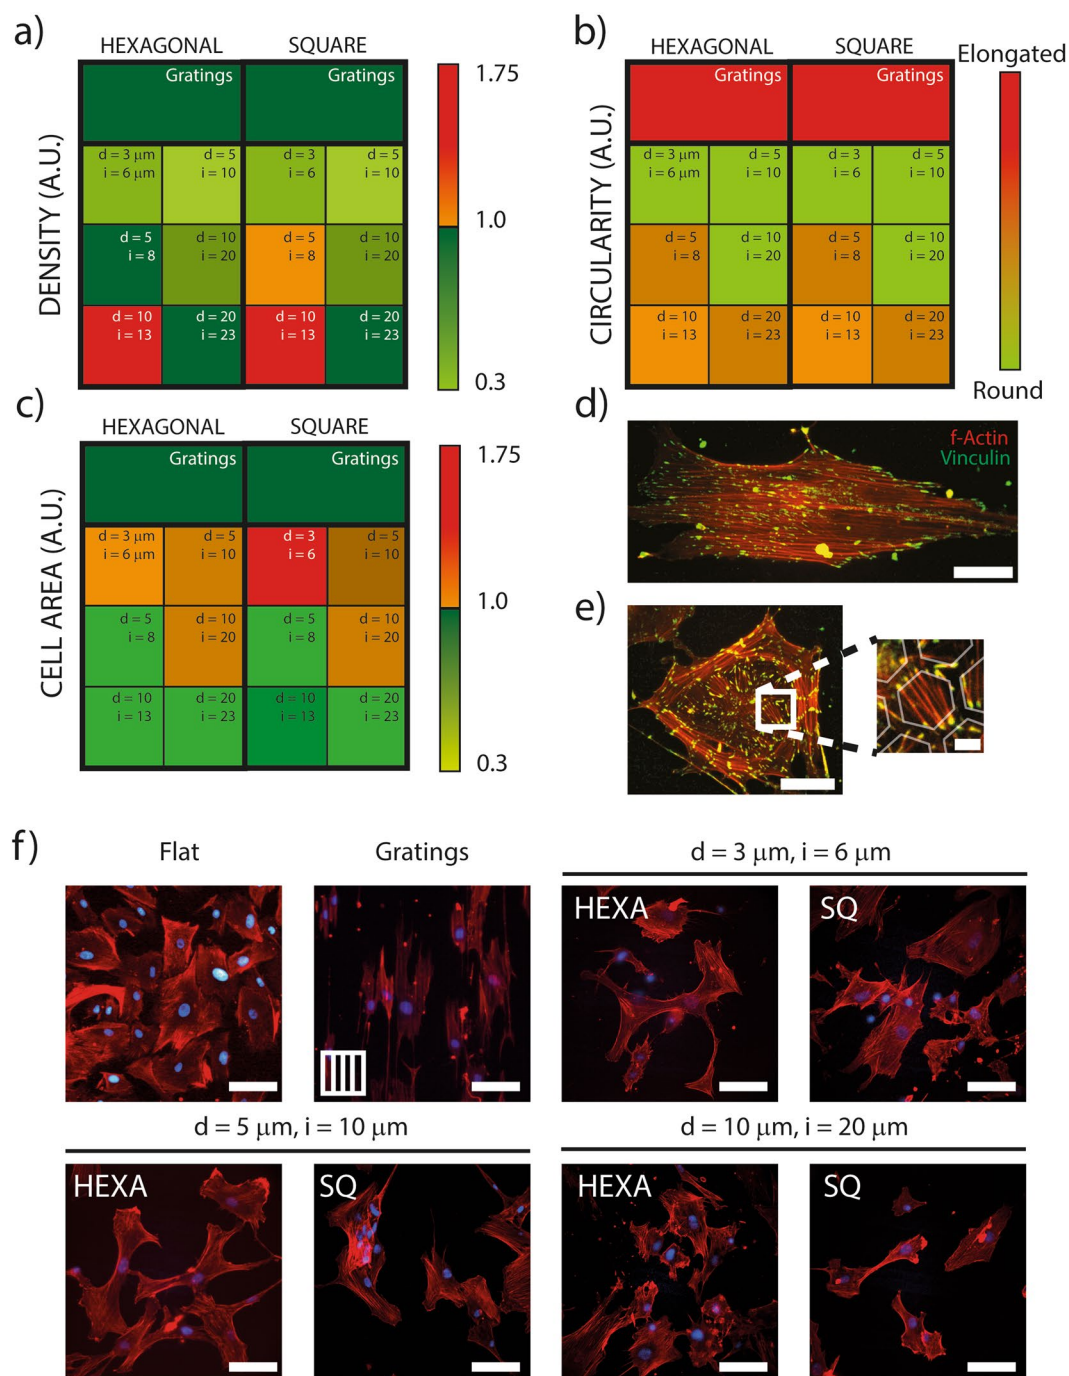 a)
HEXAGONAL SQUARE
Gratings Gratings
d = 3 μm d = 5 d = 3 d = 5
i = 6 μm i = 10 i = 6 i = 10
d = 5 d = 10 d = 5 d = 10
i = 8 i = 20 i = 8 i = 20
d = 10 d = 20 d = 10 d = 20
i = 13 i = 23 i = 13 i = 23
DENSITY (A.U.)
1.75
1.0
0.3
b)
HEXAGONAL SQUARE
Gratings Gratings
d = 3 μm d = 5 d = 3 d = 5
i = 6 μm i = 10 i = 6 i = 10
d = 5 d = 10 d = 5 d = 10
i = 8 i = 20 i = 8 i = 20
d = 10 d = 20 d = 10 d = 20
i = 13 i = 23 i = 13 i = 23
CIRCULARITY (A.U.)
Elongated
Round
c)
HEXAGONAL SQUARE
Gratings Gratings
d = 3 μm d = 5 d = 3 d = 5
i = 6 μm i = 10 i = 6 i = 10
d = 5 d = 10 d = 5 d = 10
i = 8 i = 20 i = 8 i = 20
d = 10 d = 20 d = 10 d = 20
i = 13 i = 23 i = 13 i = 23
CELL AREA (A.U.)
1.75
1.0
0.3
d)
f-Actin
Vinculin
e)
f)
Flat Gratings d = 3 μm, i = 6 μm
HEXA SQ
d = 5 μm, i = 10 μm d = 10 μm, i = 20 μm
HEXA SQ HEXA SQ